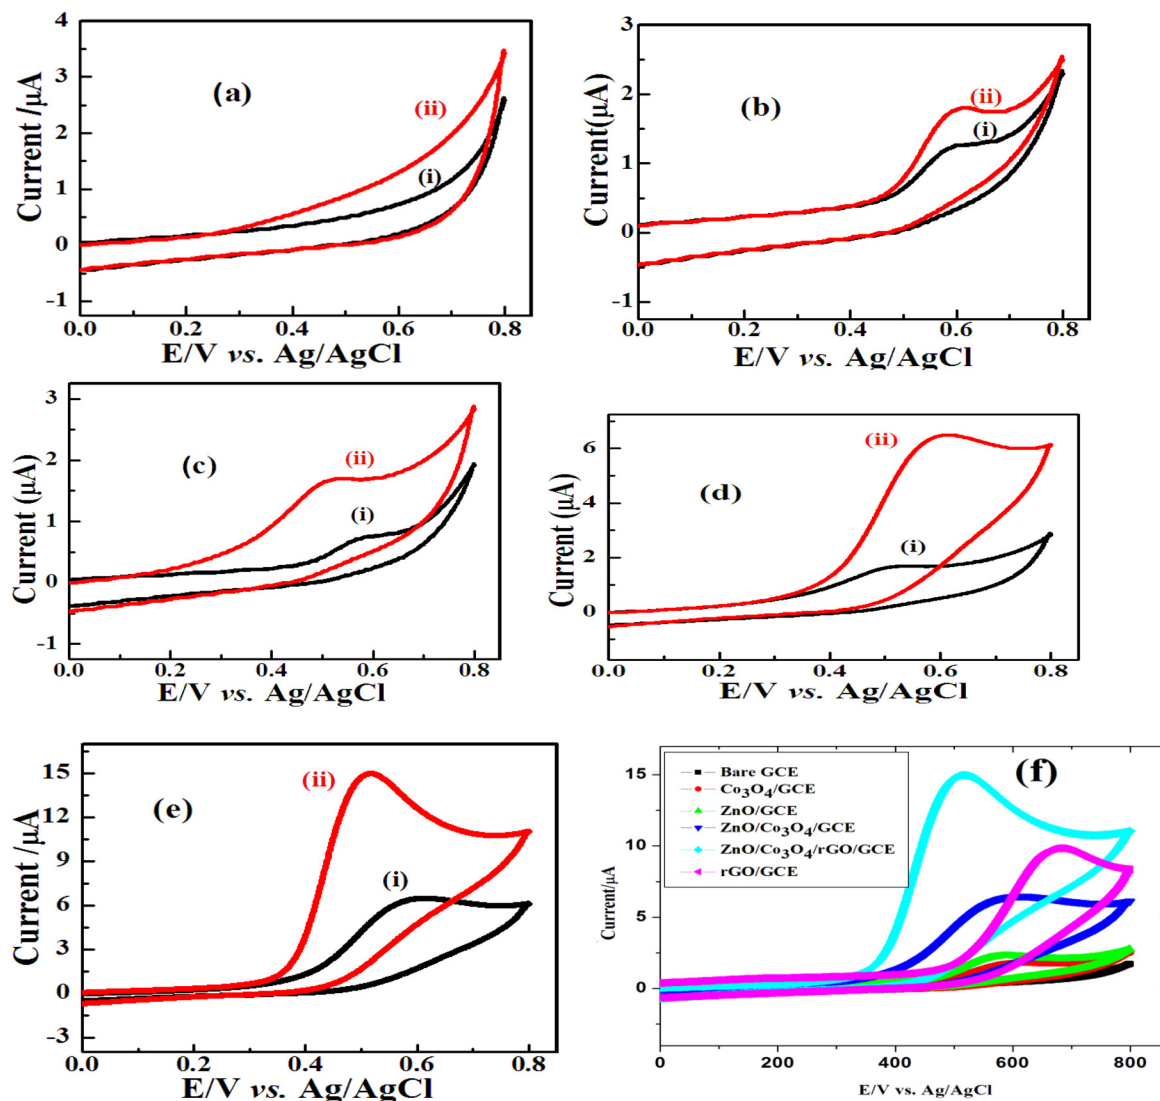 (a)
(ii)
(i)
Current /μA
4
3
2
1
0
-1
0.0 0.2 0.4 0.6 0.8
E/V vs. Ag/AgCl
(b)
(ii)
(i)
Current(μA)
3
2
1
0
-1
0.0 0.2 0.4 0.6 0.8
E/V vs. Ag/AgCl
(c)
(ii)
(i)
Current (μA)
3
2
1
0
-1
0.0 0.2 0.4 0.6 0.8
E/V vs. Ag/AgCl
(d)
(ii)
(i)
Current (μA)
6
4
2
0
0.0 0.2 0.4 0.6 0.8
E/V vs. Ag/AgCl
(e)
(ii)
(i)
Current /μA
15
12
9
6
3
0
-3
0.0 0.2 0.4 0.6 0.8
E/V vs. Ag/AgCl
(f)
Bare GCE
Co3O4/GCE
ZnO/GCE
ZnO/Co3O4/GCE
ZnO/Co3O4/rGO/GCE
rGO/GCE
Current/μA
15
10
5
0
0 200 400 600 800
E/V vs. Ag/AgCl